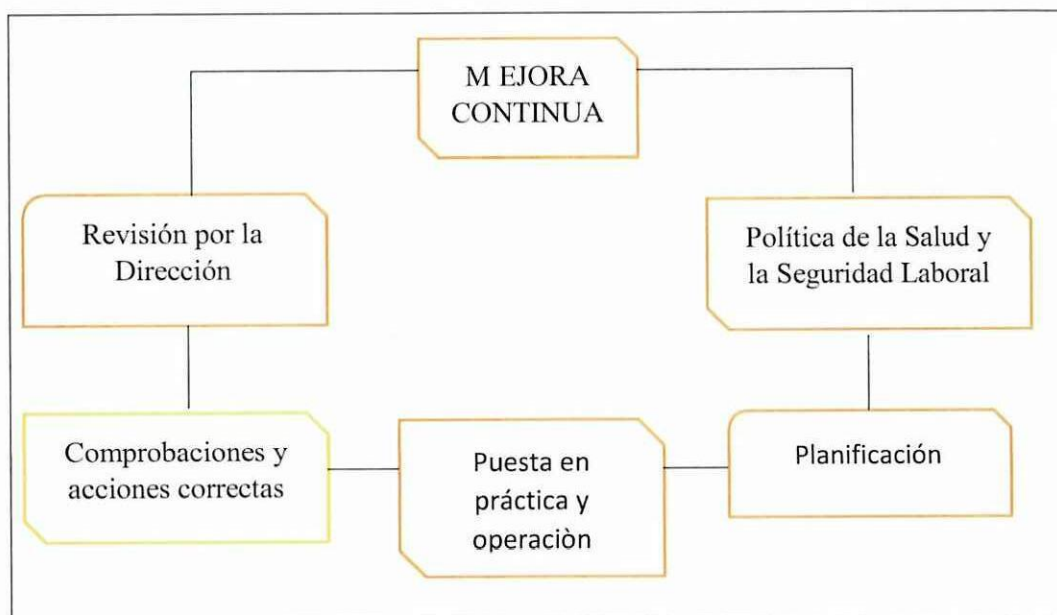 M EJORA
CONTINUA
Revisión por la
Dirección
Política de la Salud y
la Seguridad Laboral
Comprobaciones y
acciones correctas
Puesta en
práctica y
operaciòn
Planificación